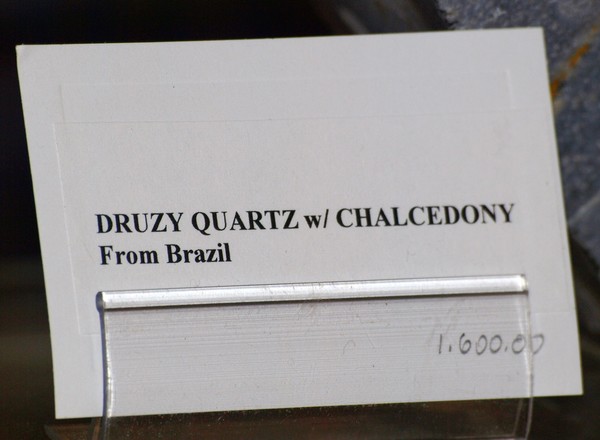 DRUZY QUARTZ w/ CHALCEDONY
From Brazil
1.600.00